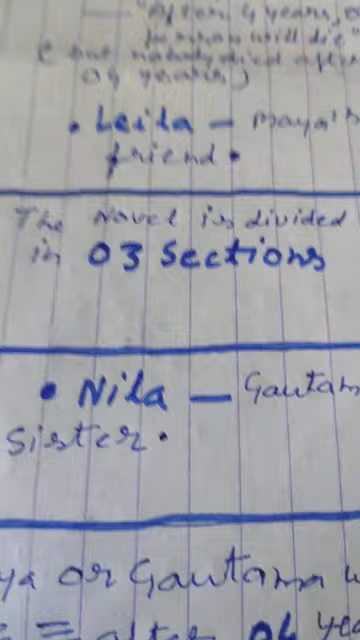 "After 4 years, o
will die"
( but nobody died after
04 years)
• Leila — Maya's
friend •
The Novel is divided
in 03 Sections
• Nila — Gautam
Sister •
ya or Gautama w
= after 04 yea